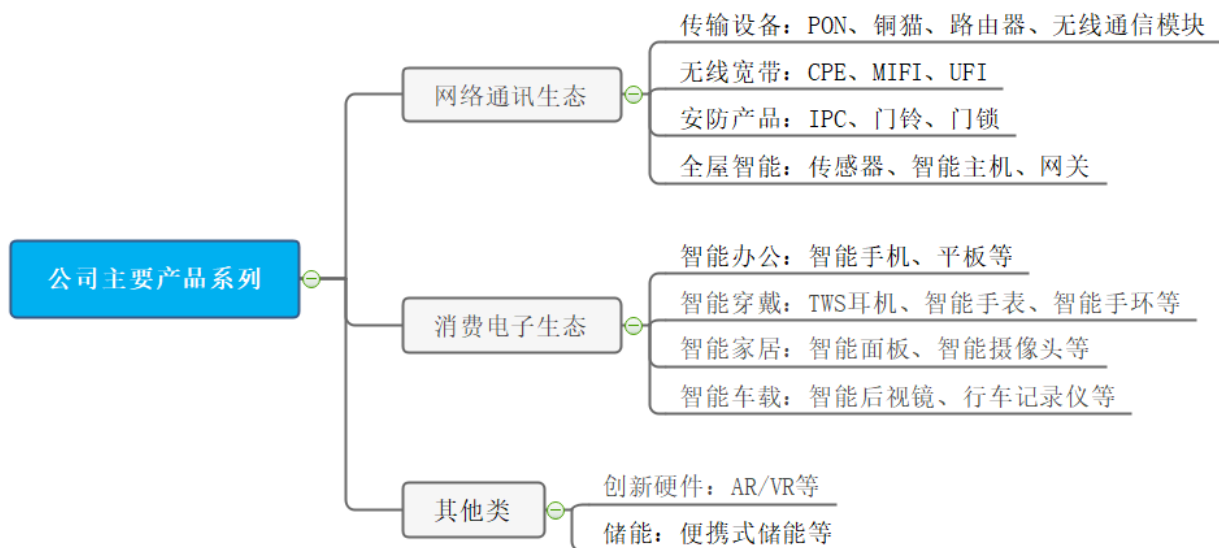 公司主要产品系列
网络通讯生态
传输设备：PON、铜猫、路由器、无线通信模块
无线宽带：CPE、MIFI、UFI
安防产品：IPC、门铃、门锁
全屋智能：传感器、智能主机、网关
消费电子生态
智能办公：智能手机、平板等
智能穿戴：TWS耳机、智能手表、智能手环等
智能家居：智能面板、智能摄像头等
智能车载：智能后视镜、行车记录仪等
其他类
创新硬件：AR/VR等
储能：便携式储能等